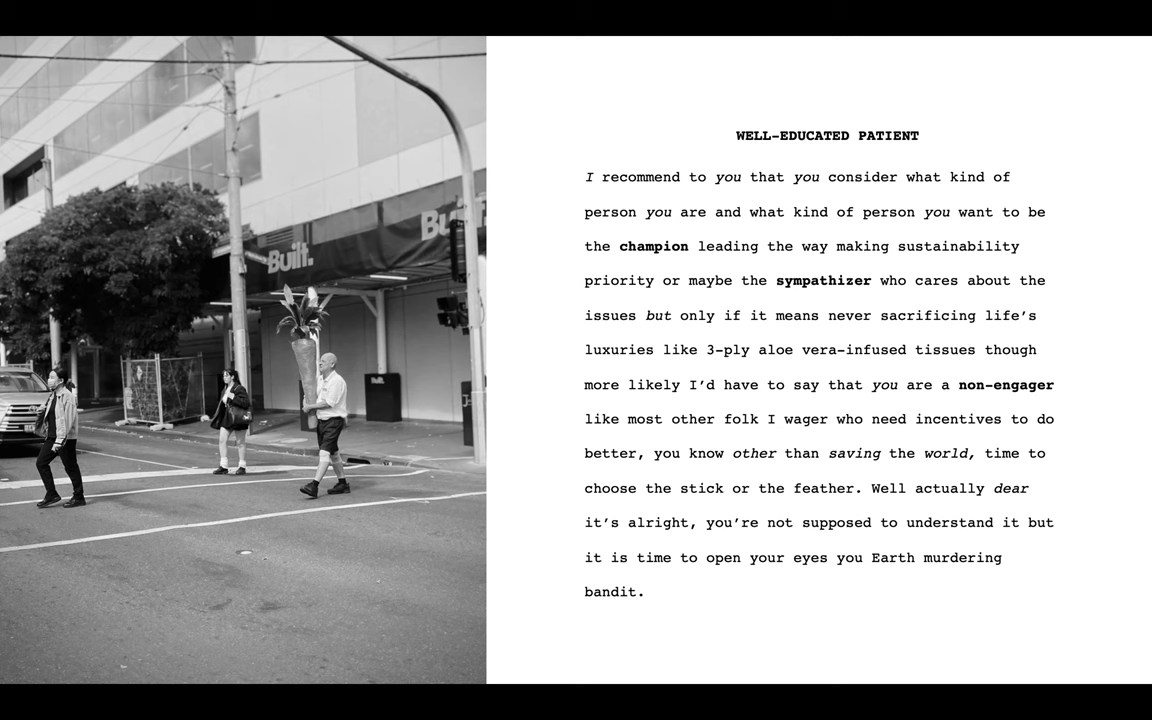 Built.
Bu
Built.
WELL-EDUCATED PATIENT
I recommend to you that you consider what kind of
person you are and what kind of person you want to be
the champion leading the way making sustainability
priority or maybe the sympathizer who cares about the
issues but only if it means never sacrificing life’s
luxuries like 3-ply aloe vera-infused tissues though
more likely I’d have to say that you are a non-engager
like most other folk I wager who need incentives to do
better, you know other than saving the world, time to
choose the stick or the feather. Well actually dear
it’s alright, you’re not supposed to understand it but
it is time to open your eyes you Earth murdering
bandit.